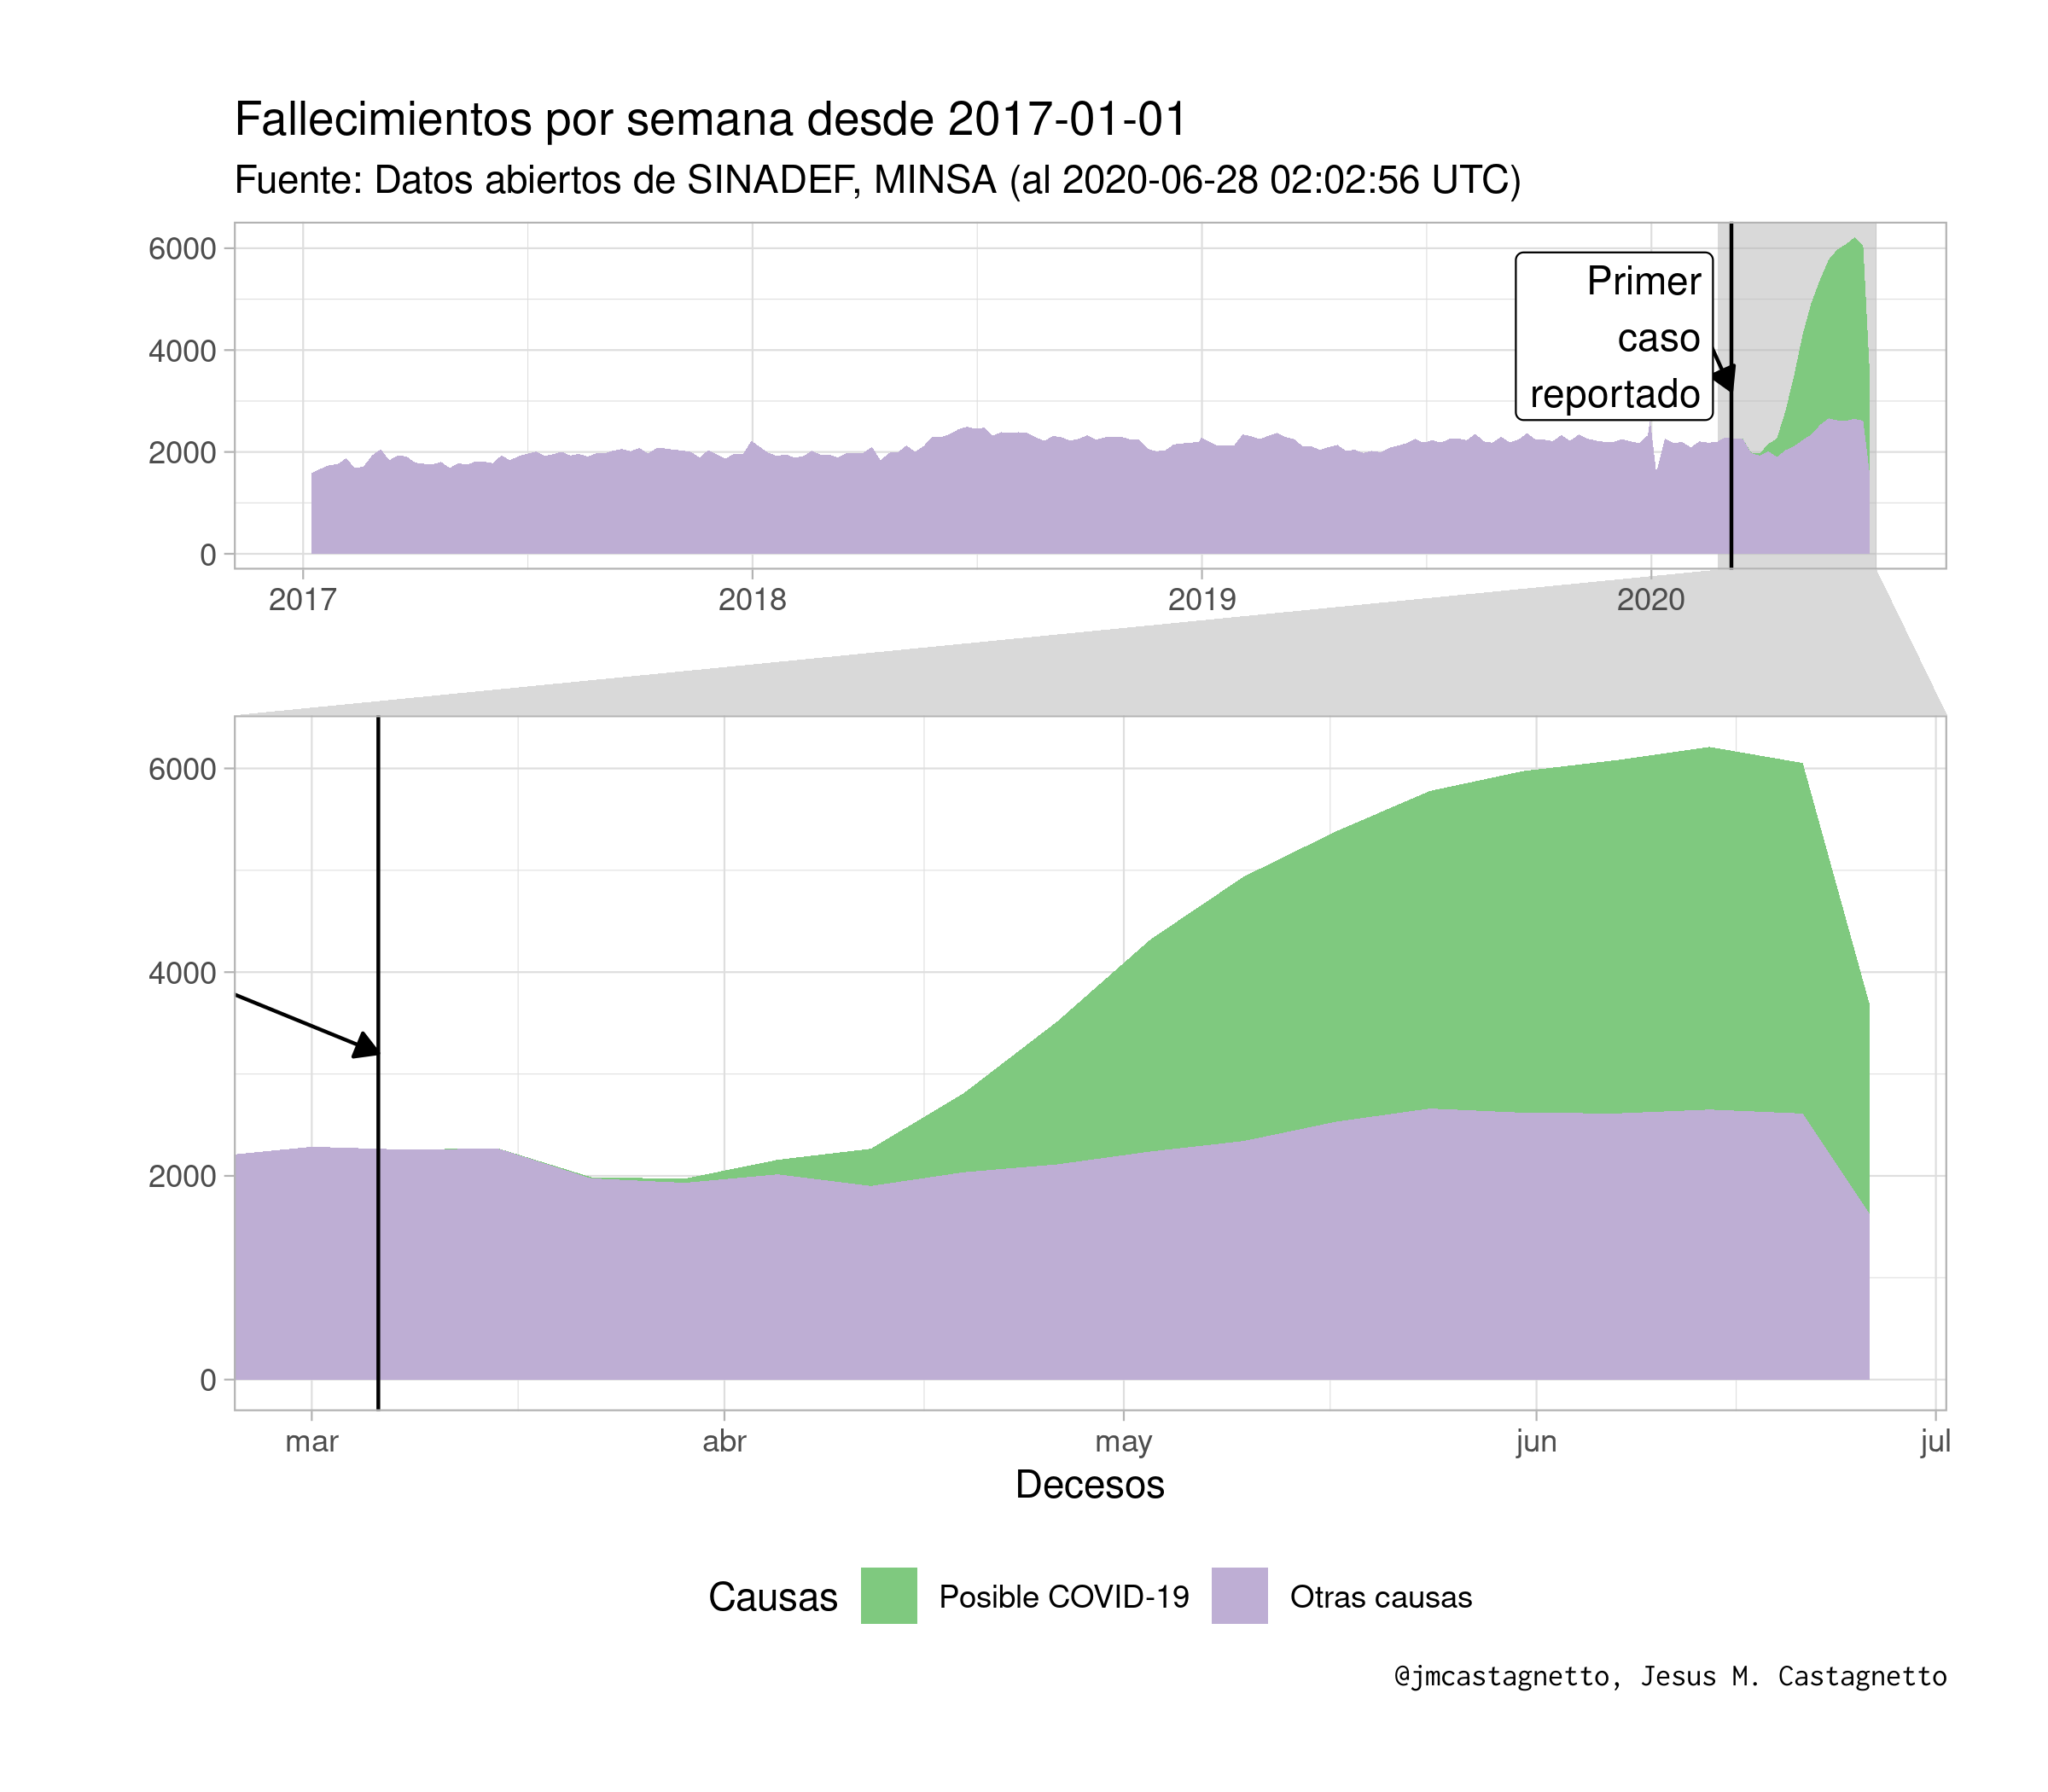 Fallecimientos por semana desde 2017-01-01
Fuente: Datos abiertos de SINADEF, MINSA (al 2020-06-28 02:02:56 UTC)
6000
4000
2000
0
Primer
caso
reportado
2017
2018
2019
2020
6000
4000
2000
0
mar
abr
may
jun
jul
Decesos
Causas
Posible COVID-19
Otras causas
@jmcastagnetto, Jesus M. Castagnetto